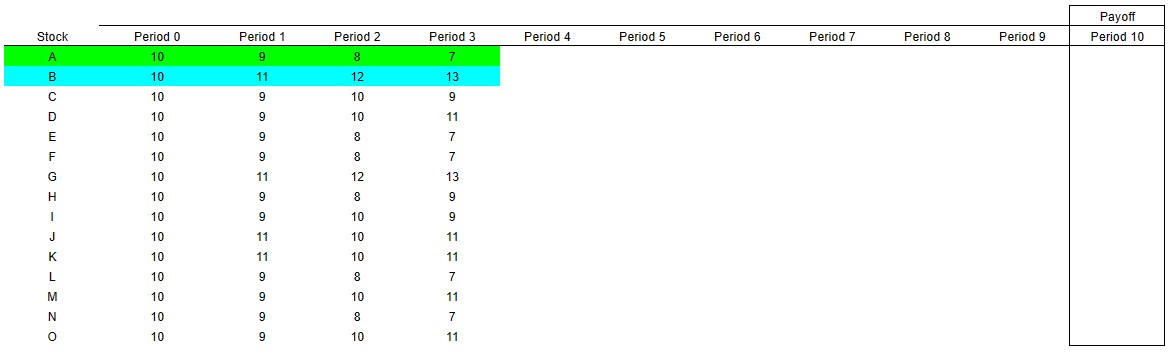 Payoff
Stock Period 0 Period 1 Period 2 Period 3 Period 4 Period 5 Period 6 Period 7 Period 8 Period 9 Period 10
A 10 9 8 7
B 10 11 12 13
C 10 9 10 9
D 10 9 10 11
E 10 9 8 7
F 10 9 8 7
G 10 11 12 13
H 10 9 8 9
I 10 9 10 9
J 10 11 10 11
K 10 11 10 11
L 10 9 8 7
M 10 9 10 11
N 10 9 8 7
O 10 9 10 11